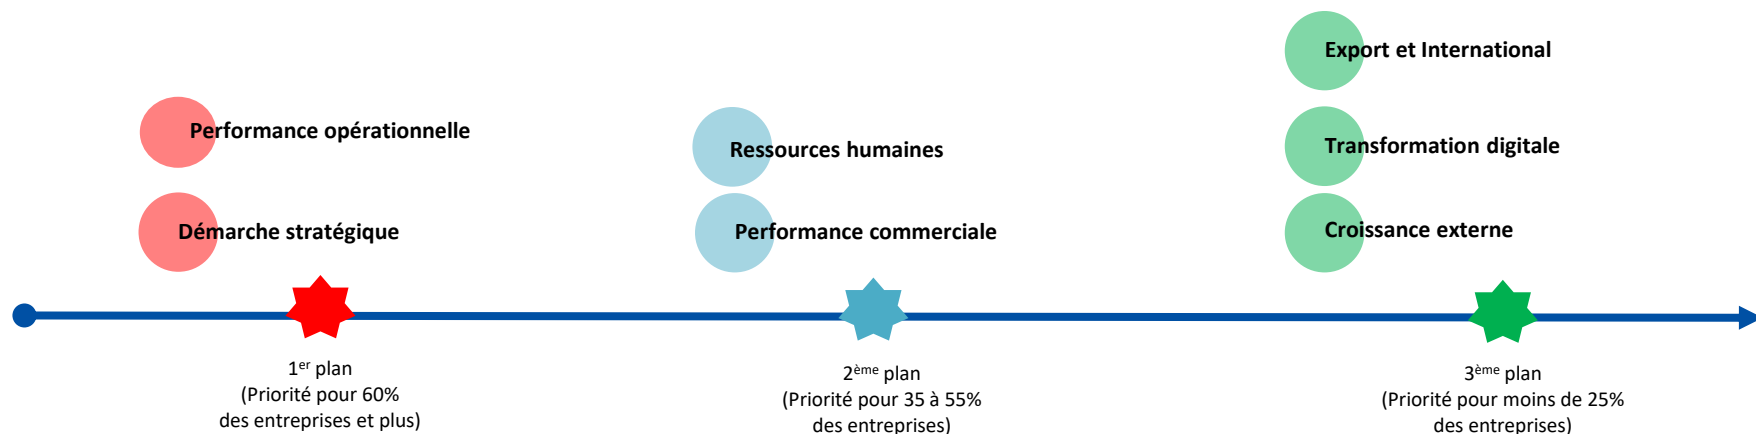 Performance opérationnelle
Démarche stratégique
1er plan
(Priorité pour 60%
des entreprises et plus)
Ressources humaines
Performance commerciale
2ème plan
(Priorité pour 35 à 55%
des entreprises)
Export et International
Transformation digitale
Croissance externe
3ème plan
(Priorité pour moins de 25%
des entreprises)